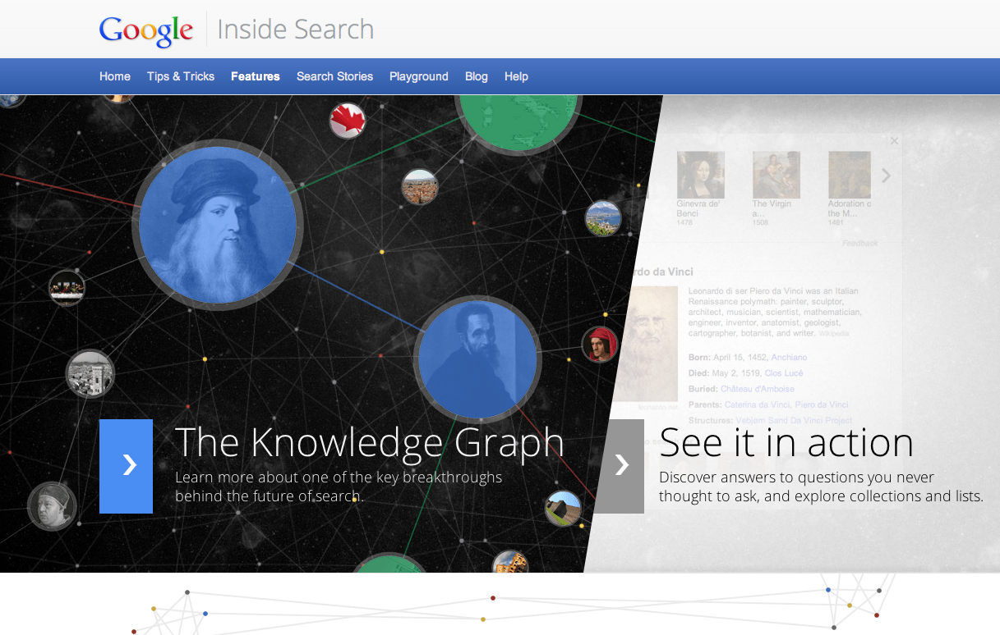 Google Inside Search
Home Tips & Tricks Features Search Stories Playground Blog Help
Ginevra de' Benci
1478
The Virgin a...
1508
Adoration o the M...
1481
Feedback
rdo da Vinci
Leonardo di ser Piero da Vinci was an Italian
Renaissance polymath: painter, sculptor,
architect, musician, scientist, mathematician,
engineer, inventor, anatomist, geologist,
cartographer, botanist, and writer. Wikipedia
Born: April 15, 1452, Anchiano
Died: May 2, 1519, Clos Lucé
Buried: Château d'Amboise
Parents: Caterina da Vinci, Piero da Vinci
Structures: Vebjørn Sand Da Vinci Project
The Knowledge Graph
Learn more about one of the key breakthroughs
behind the future of search.
See it in action
Discover answers to questions you never
thought to ask, and explore collections and lists.